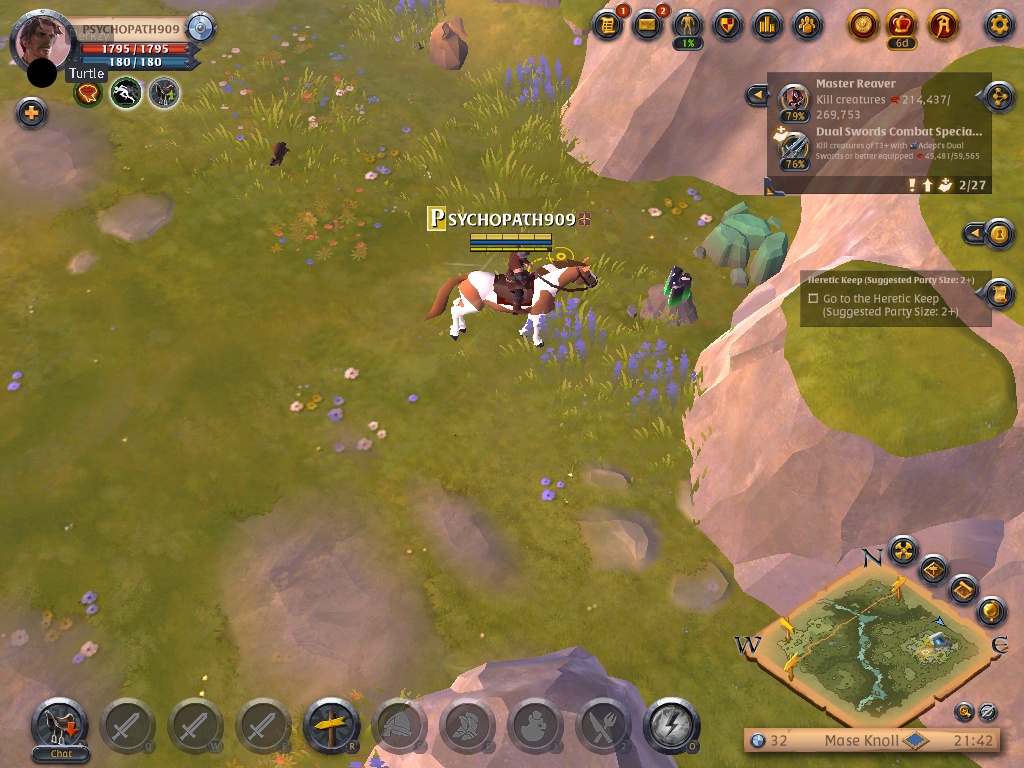 PSYCHOPATH909
1795 / 1795
180 / 180
Turtle
1
2
1%
6d
Master Reaver
Kill creatures 214,437/
269,753
79%
Dual Swords Combat Specia...
Kill creatures of T3+ with Adept's Dual
Swords or better equipped 45,481/59,565
76%
2/27
PSYCHOPATH909
Heretic Keep (Suggested Party Size: 2+)
Go to the Heretic Keep
(Suggested Party Size: 2+)
N
W
E
Chat
Q
W
E
R
O
32
Mase Knoll
21:42